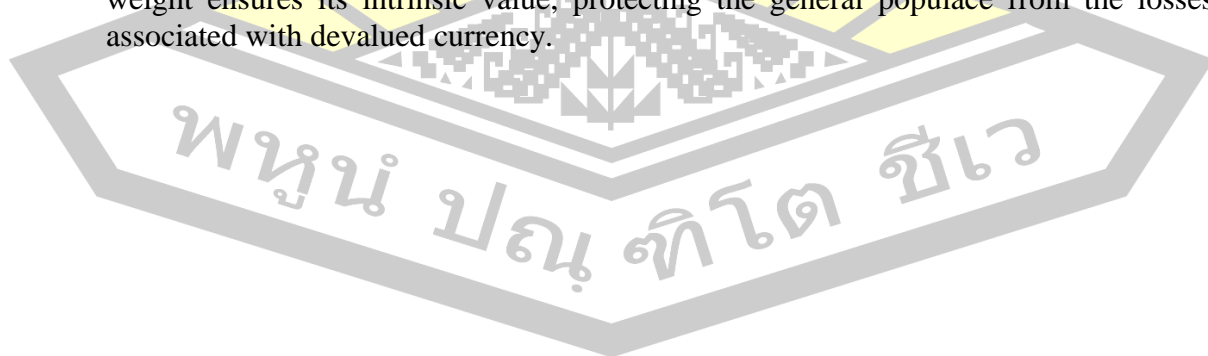 weight ensures its intrinsic value, protecting the general populace from the losses
associated with devalued currency.
พหูนํ ปณฺฑิโต ชีเว